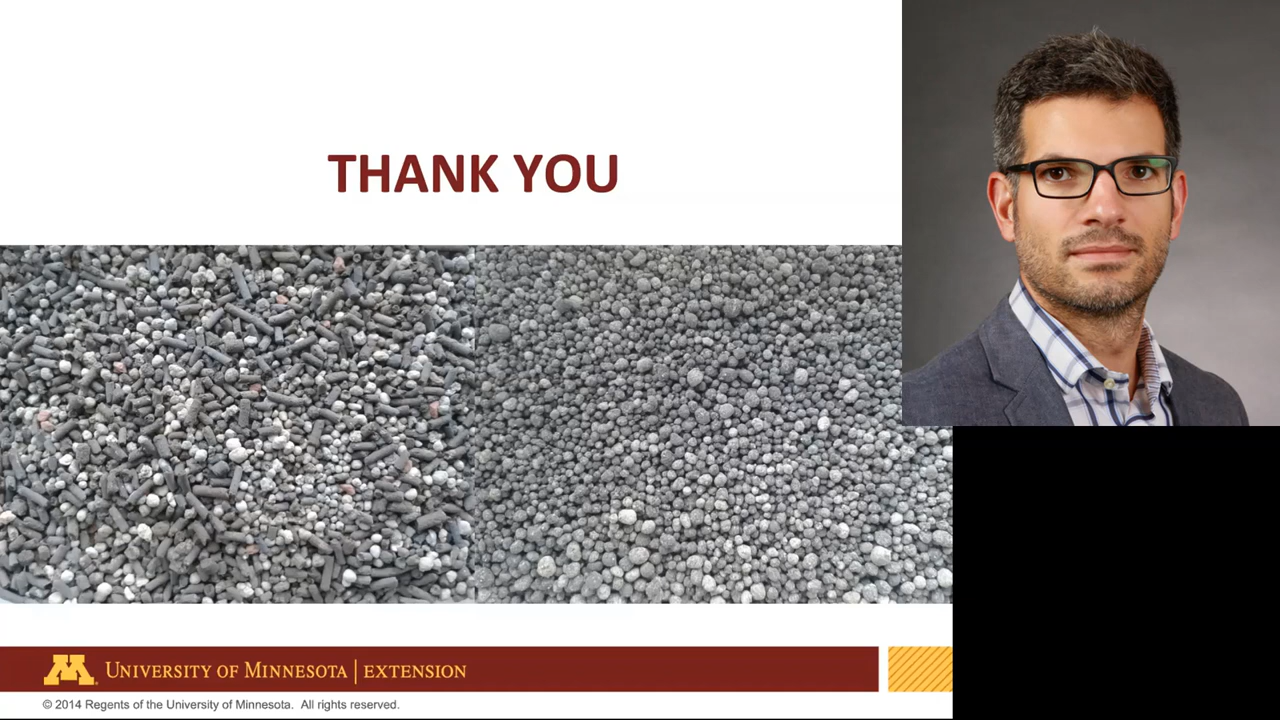 THANK YOU
M
UNIVERSITY OF MINNESOTA | EXTENSION
© 2014 Regents of the University of Minnesota. All rights reserved.